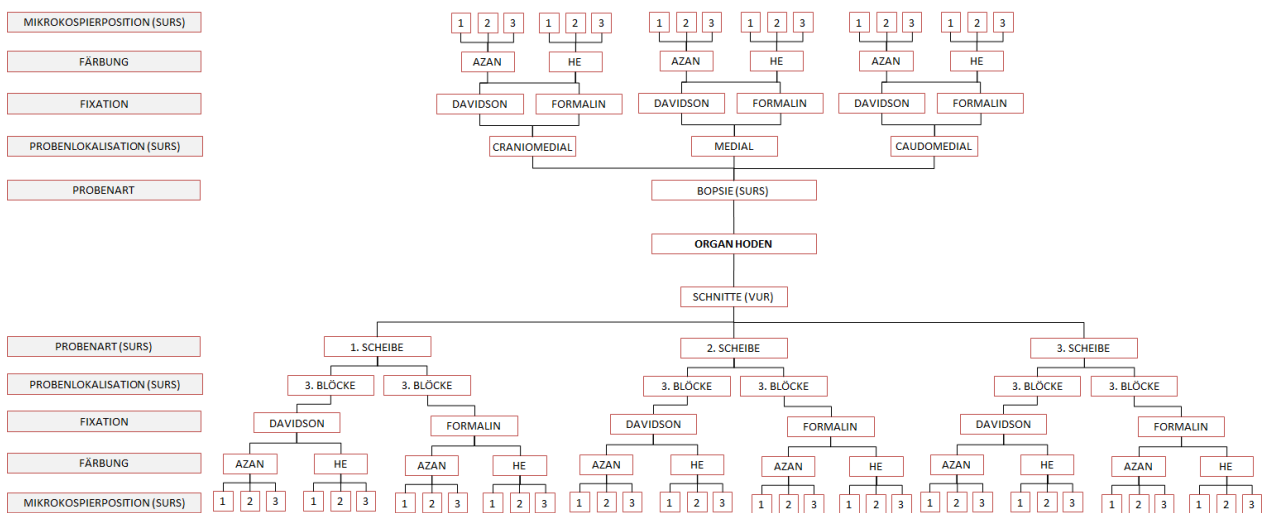 MIKROKOSPIERPOSITION (SURS) 1 2 3 1 2 3 1 2 3 1 2 3 1 2 3 1 2 3
FÄRBUNG AZAN HE AZAN HE AZAN HE
FIXATION DAVIDSON FORMALIN DAVIDSON FORMALIN DAVIDSON FORMALIN
PROBENLOKALISATION (SURS) CRANIOMEDIAL MEDIAL CAUDOMEDIAL
PROBENART BOPSIE (SURS)
ORGAN HODEN
SCHNITTE (VUR)
PROBENART (SURS) 1. SCHEIBE 2. SCHEIBE 3. SCHEIBE
PROBENLOKALISATION (SURS) 3. BLÖCKE 3. BLÖCKE 3. BLÖCKE 3. BLÖCKE 3. BLÖCKE 3. BLÖCKE
FIXATION DAVIDSON FORMALIN DAVIDSON FORMALIN DAVIDSON FORMALIN
FÄRBUNG AZAN HE AZAN HE AZAN HE AZAN HE AZAN HE AZAN HE
MIKROKOSPIERPOSITION (SURS) 1 2 3 1 2 3 1 2 3 1 2 3 1 2 3 1 2 3 1 2 3 1 2 3 1 2 3 1 2 3 1 2 3 1 2 3